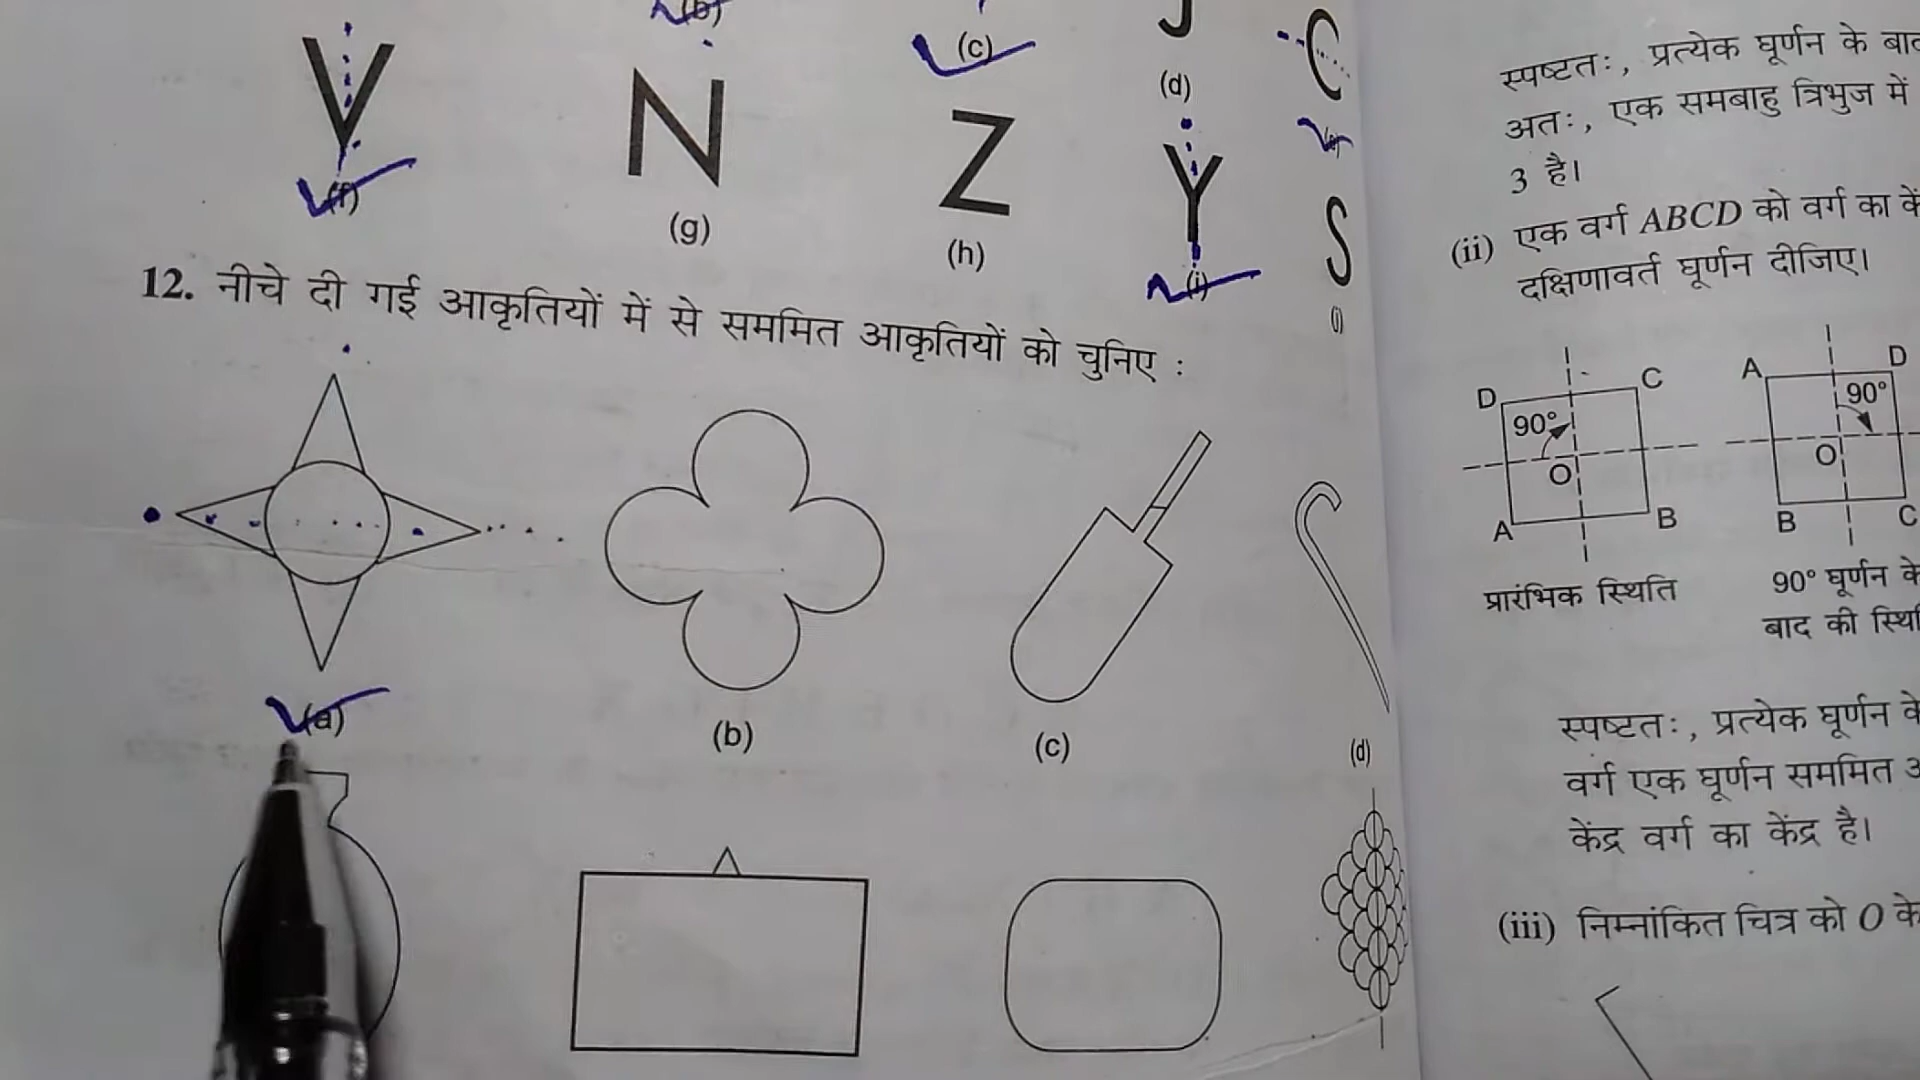 (b)
(c)
J
(d)
C
V
(f)
N
(g)
Z
(h)
Y
(i)
S
(j)
12. नीचे दी गई आकृतियों में से सममित आकृतियों को चुनिए :
(a)
(b)
(c)
(d)
स्पष्टतः, प्रत्येक घूर्णन के बाद
अतः, एक समबाहु त्रिभुज में
3 है।
(ii) एक वर्ग ABCD को वर्ग का कें
दक्षिणावर्त घूर्णन दीजिए।
D C
90°
O
A B
A D
90°
O
B C
प्रारंभिक स्थिति
90° घूर्णन के
बाद की स्थि
स्पष्टतः, प्रत्येक घूर्णन के
वर्ग एक घूर्णन सममित
केंद्र वर्ग का केंद्र है।
(iii) निम्नांकित चित्र को O के